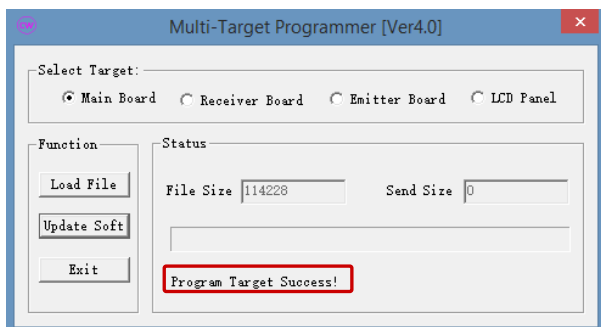 CW
Multi-Target Programmer [Ver4.0]
Select Target:
Main Board Receiver Board Emitter Board LCD Panel
Function
Status
Load File
File Size 114228 Send Size 0
Update Soft
Exit
Program Target Success!